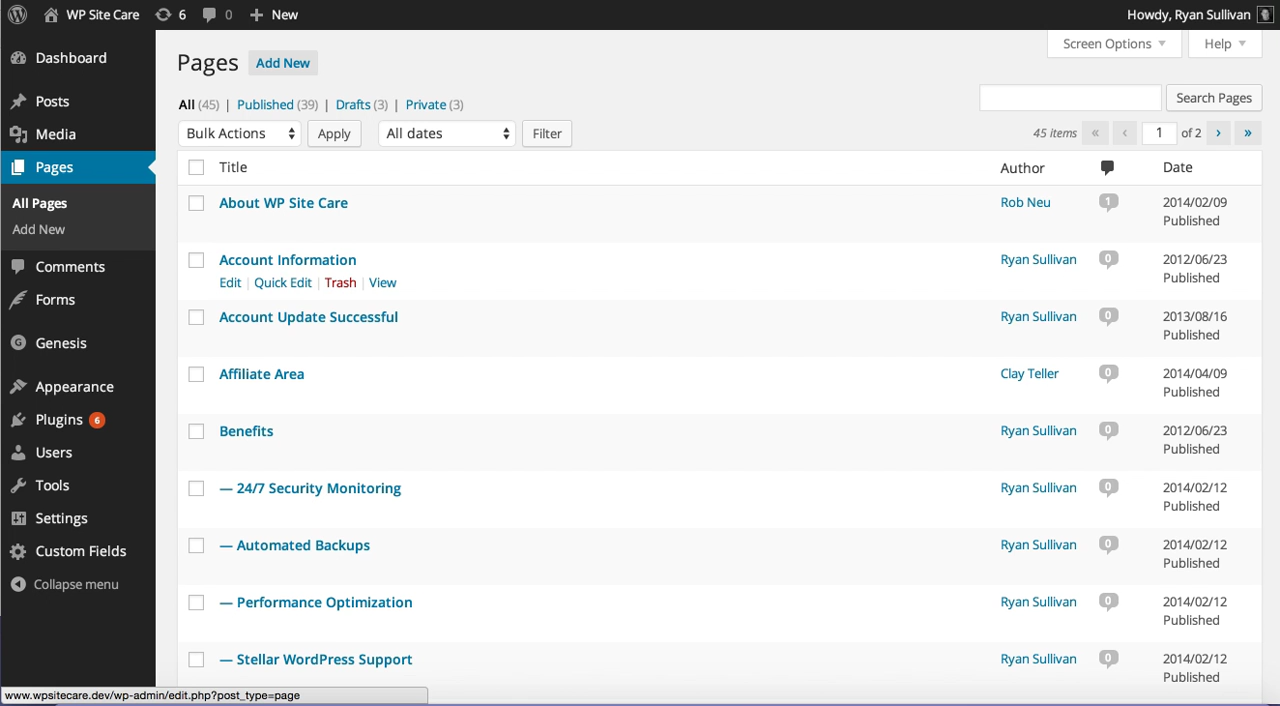 WP Site Care 6 0 New Howdy, Ryan Sullivan
Dashboard
Posts
Media
Pages
All Pages
Add New
Comments
Forms
Genesis
Appearance
Plugins 6
Users
Tools
Settings
Custom Fields
Collapse menu
Screen Options Help
Pages Add New
All (45) | Published (39) | Drafts (3) | Private (3)
Search Pages
Bulk Actions Apply All dates Filter
45 items « ‹ 1 of 2 › »
Title Author Date
About WP Site Care Rob Neu 1 2014/02/09
Published
Account Information Ryan Sullivan 0 2012/06/23
Edit | Quick Edit | Trash | View Published
Account Update Successful Ryan Sullivan 0 2013/08/16
Published
Affiliate Area Clay Teller 0 2014/04/09
Published
Benefits Ryan Sullivan 0 2012/06/23
Published
— 24/7 Security Monitoring Ryan Sullivan 0 2014/02/12
Published
— Automated Backups Ryan Sullivan 0 2014/02/12
Published
— Performance Optimization Ryan Sullivan 0 2014/02/12
Published
— Stellar WordPress Support Ryan Sullivan 0 2014/02/12
Published
www.wpsitecare.dev/wp-admin/edit.php?post_type=page